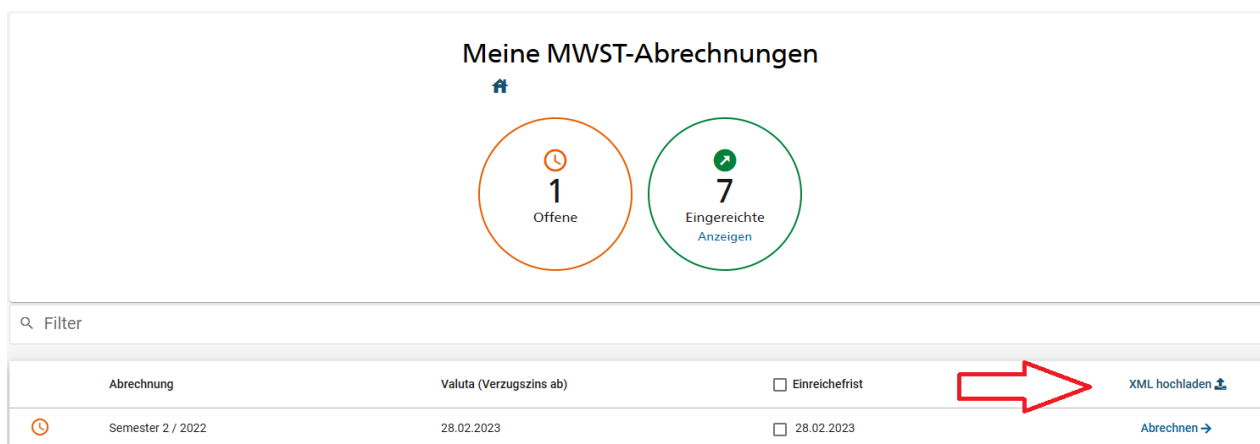 Meine MWST-Abrechnungen
1
Offene
7
Eingereichte
Anzeigen
Filter
Abrechnung Valuta (Verzugszins ab) Einreichefrist XML hochladen
Semester 2 / 2022 28.02.2023 28.02.2023 Abrechnen